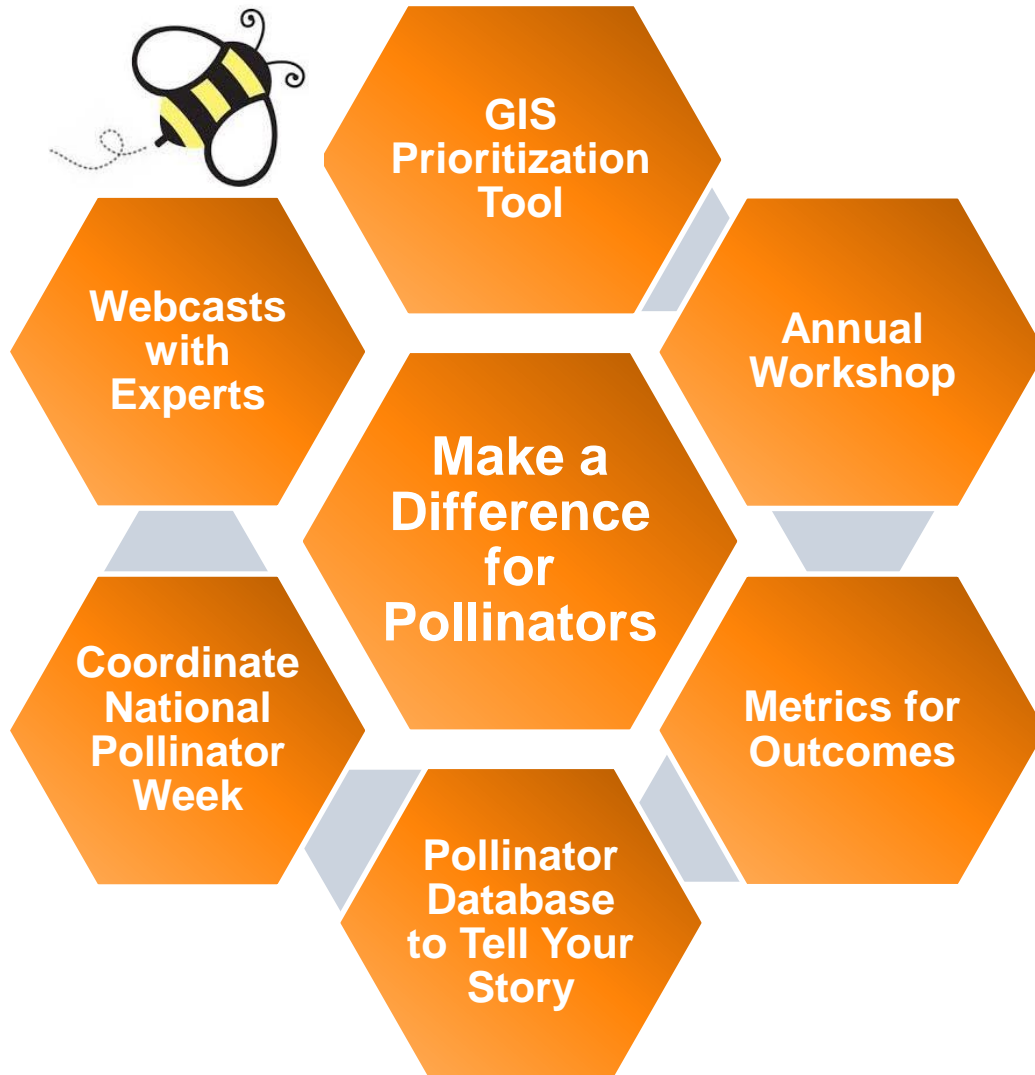 GIS
Prioritization
Tool
Annual
Workshop
Metrics for
Outcomes
Pollinator
Database
to Tell Your
Story
Coordinate
National
Pollinator
Week
Webcasts
with
Experts
Make a
Difference
for
Pollinators